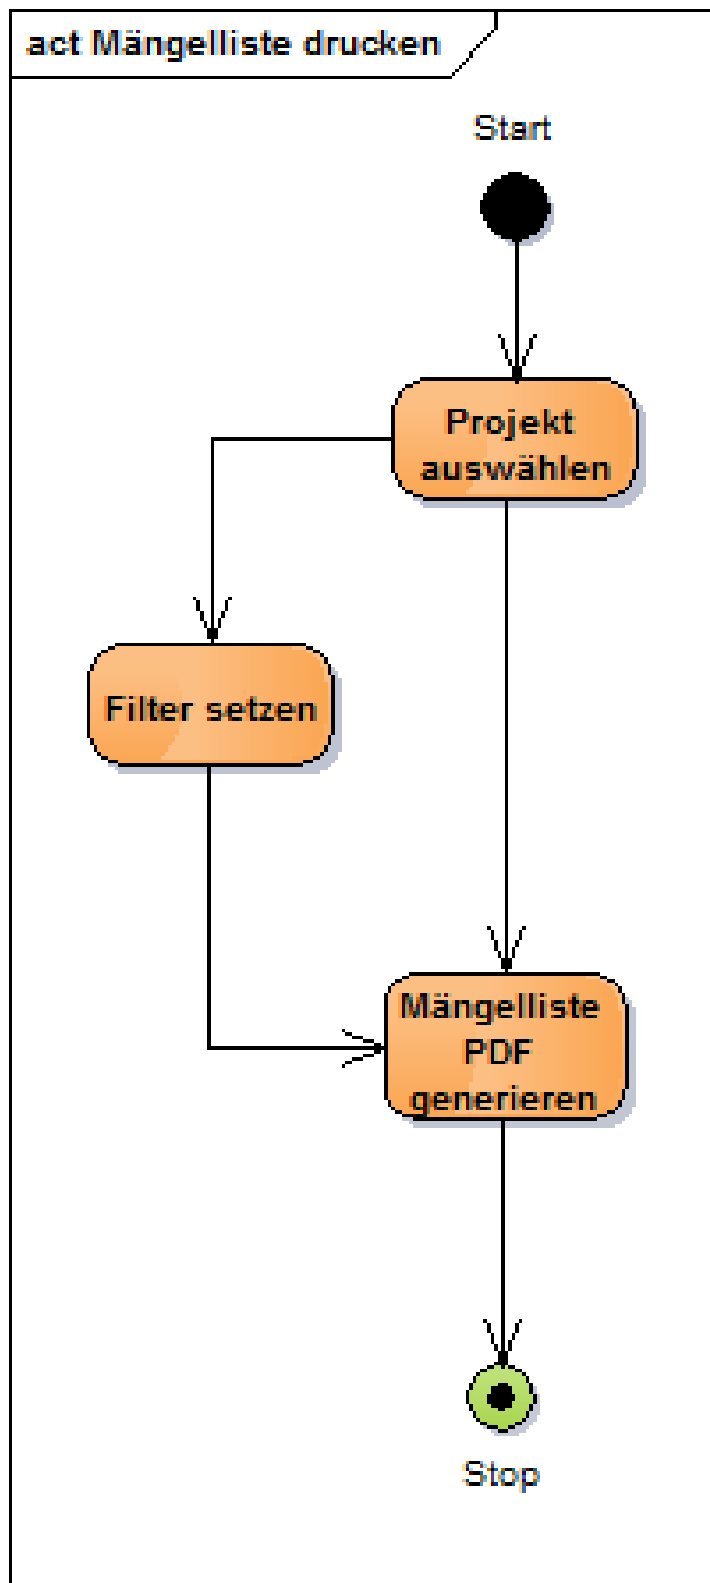 act Mängelliste drucken
Start
Projekt
auswählen
Filter setzen
Mängelliste
PDF
generieren
Stop